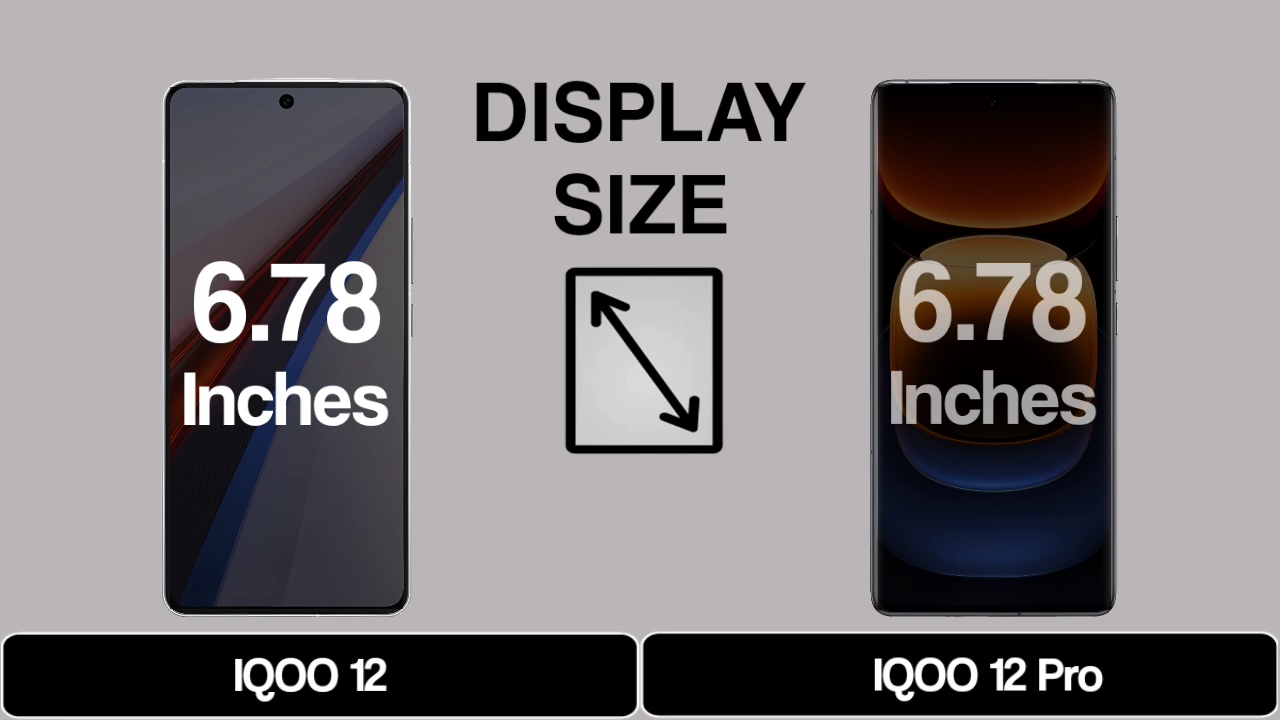 DISPLAY
SIZE
6.78
Inches
6.78
Inches
IQOO 12
IQOO 12 Pro